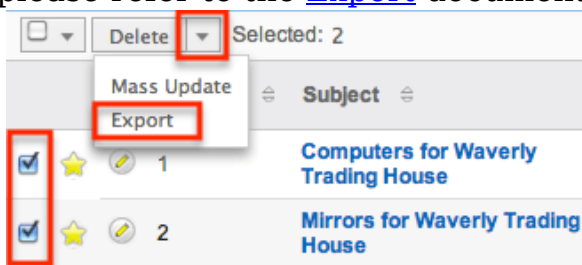 please refer to the Export document
Delete Selected: 2
Mass Update
Subject
Export
1 Computers for Waverly
Trading House
2 Mirrors for Waverly Trading
House